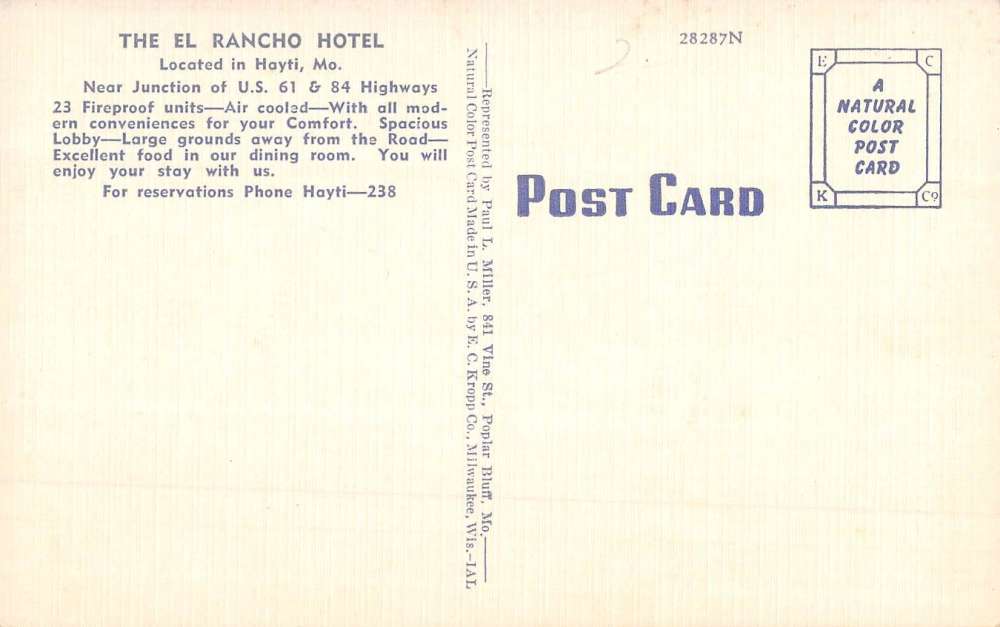 THE EL RANCHO HOTEL
Located in Hayti, Mo.
Near Junction of U.S. 61 & 84 Highways
23 Fireproof units—Air cooled—With all mod-
ern conveniences for your Comfort. Spacious
Lobby—Large grounds away from the Road—
Excellent food in our dining room. You will
enjoy your stay with us.
For reservations Phone Hayti—238
——Represented by Paul L. Miller, 841 Vine St., Poplar Bluff, Mo.——
Natural Color Post Card Made in U. S. A. by E. C. Kropp Co., Milwaukee, Wis.-1AL
28287N
POST CARD
E C
A
NATURAL
COLOR
POST
CARD
K C9